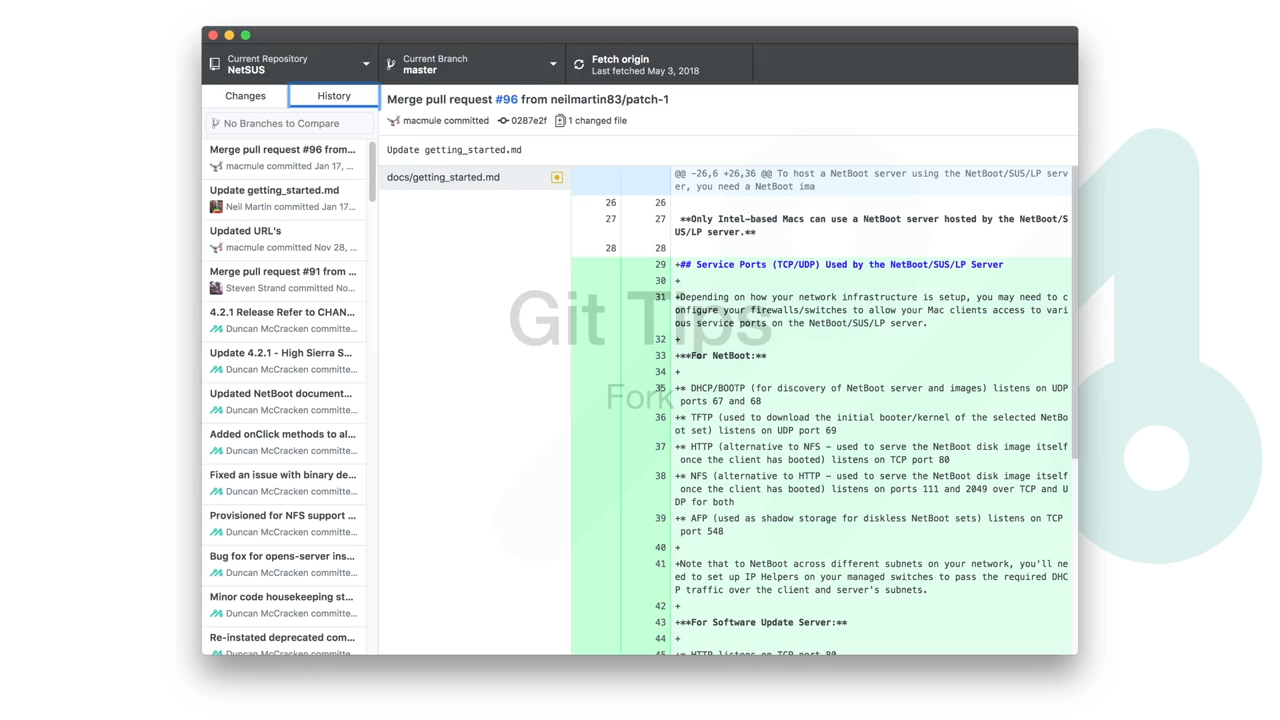 Current Repository
NetSUS
Current Branch
master
Fetch origin
Last fetched May 3, 2018
Changes
History
No Branches to Compare
Merge pull request #96 from...
macmule committed Jan 17, ...
Update getting_started.md
Neil Martin committed Jan 17...
Updated URL's
macmule committed Nov 28, ...
Merge pull request #91 from ...
Steven Strand committed No...
4.2.1 Release Refer to CHAN...
Duncan McCracken committe...
Update 4.2.1 - High Sierra S...
Duncan McCracken committe...
Updated NetBoot document...
Duncan McCracken committe...
Added onClick methods to al...
Duncan McCracken committe...
Fixed an issue with binary de...
Duncan McCracken committe...
Provisioned for NFS support ...
Duncan McCracken committe...
Bug fox for opens-server ins...
Duncan McCracken committe...
Minor code housekeeping st...
Duncan McCracken committe...
Re-instated deprecated com...
Duncan McCracken committe...
Merge pull request #96 from neilmartin83/patch-1
macmule committed 0287e2f 1 changed file
Update getting_started.md
docs/getting_started.md
@@ -26,6 +26,36 @@ To host a NetBoot server using the NetBoot/SUS/LP serv
er, you need a NetBoot ima
26 26
27 27 **Only Intel-based Macs can use a NetBoot server hosted by the NetBoot/S
US/LP server.**
28 28
29 +## Service Ports (TCP/UDP) Used by the NetBoot/SUS/LP Server
30 +
31 +Depending on how your network infrastructure is setup, you may need to c
onfigure your firewalls/switches to allow your Mac clients access to vari
ous service ports on the NetBoot/SUS/LP server.
32 +
33 +**For NetBoot:**
34 +
35 +* DHCP/BOOTP (for discovery of NetBoot server and images) listens on UDP
ports 67 and 68
36 +* TFTP (used to download the initial booter/kernel of the selected NetBo
ot set) listens on UDP port 69
37 +* HTTP (alternative to NFS - used to serve the NetBoot disk image itself
once the client has booted) listens on TCP port 80
38 +* NFS (alternative to HTTP - used to serve the NetBoot disk image itself
once the client has booted) listens on ports 111 and 2049 over TCP and U
DP for both
39 +* AFP (used as shadow storage for diskless NetBoot sets) listens on TCP
port 548
40 +
41 +Note that to NetBoot across different subnets on your network, you'll ne
ed to set up IP Helpers on your managed switches to pass the required DHC
P traffic over the client and server's subnets.
42 +
43 +**For Software Update Server:**
44 +
45 +* HTTP listens on TCP port 80
Git Tips
Fork